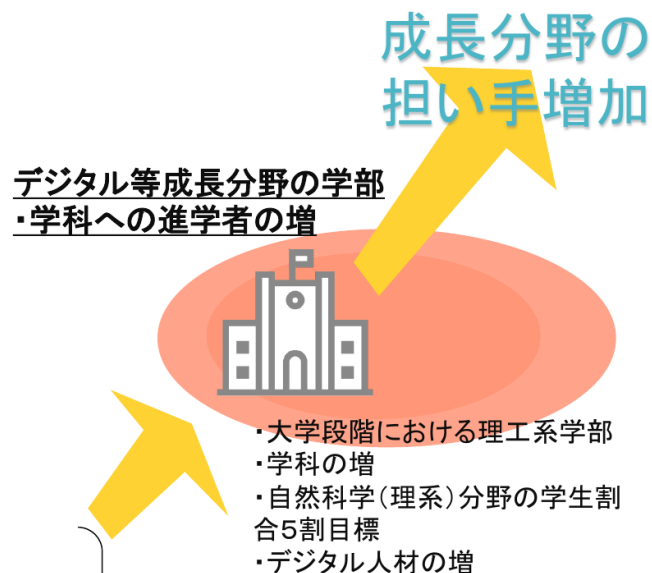 成長分野の
担い手増加
デジタル等成長分野の学部
・学科への進学者の増
・大学段階における理工系学部
・学科の増
・自然科学（理系）分野の学生割
合５割目標
・デジタル人材の増